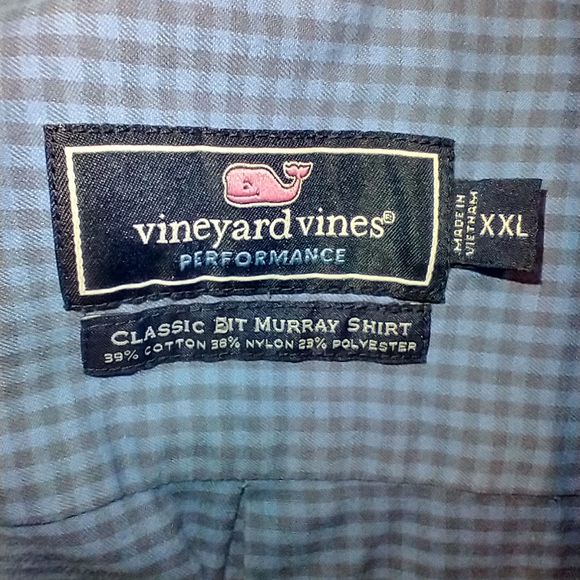 vineyard vines®
PERFORMANCE
MADE IN
VIETNAM
XXL
CLASSIC FIT MURRAY SHIRT
39% COTTON 38% NYLON 23% POLYESTER